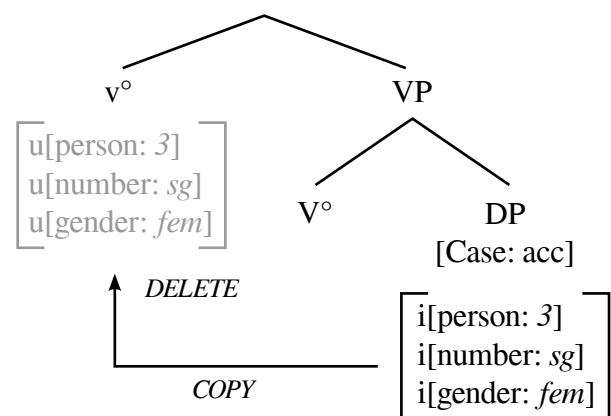 v° VP
u[person: 3]
u[number: sg]
u[gender: fem]
V° DP
[Case: acc]
DELETE
i[person: 3]
i[number: sg]
i[gender: fem]
COPY